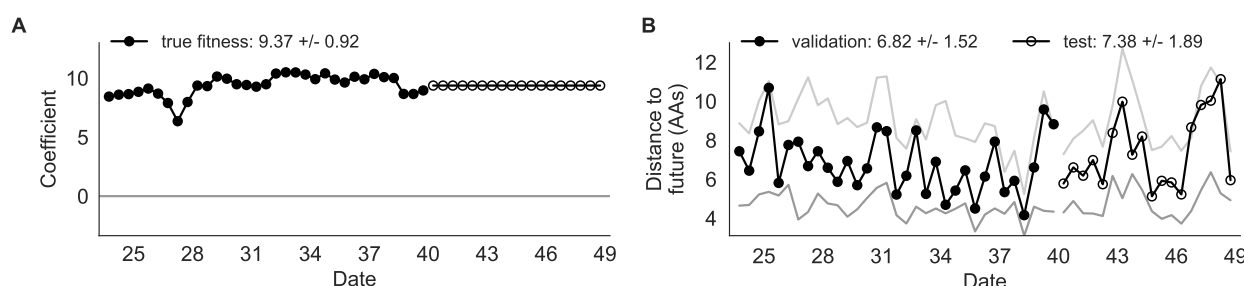 A
true fitness: 9.37 +/- 0.92
Coefficient
10
5
0
25 28 31 34 37 40 43 46 49
Date
B
validation: 6.82 +/- 1.52
test: 7.38 +/- 1.89
Distance to
future (AAs)
12
10
8
6
4
25 28 31 34 37 40 43 46 49
Date